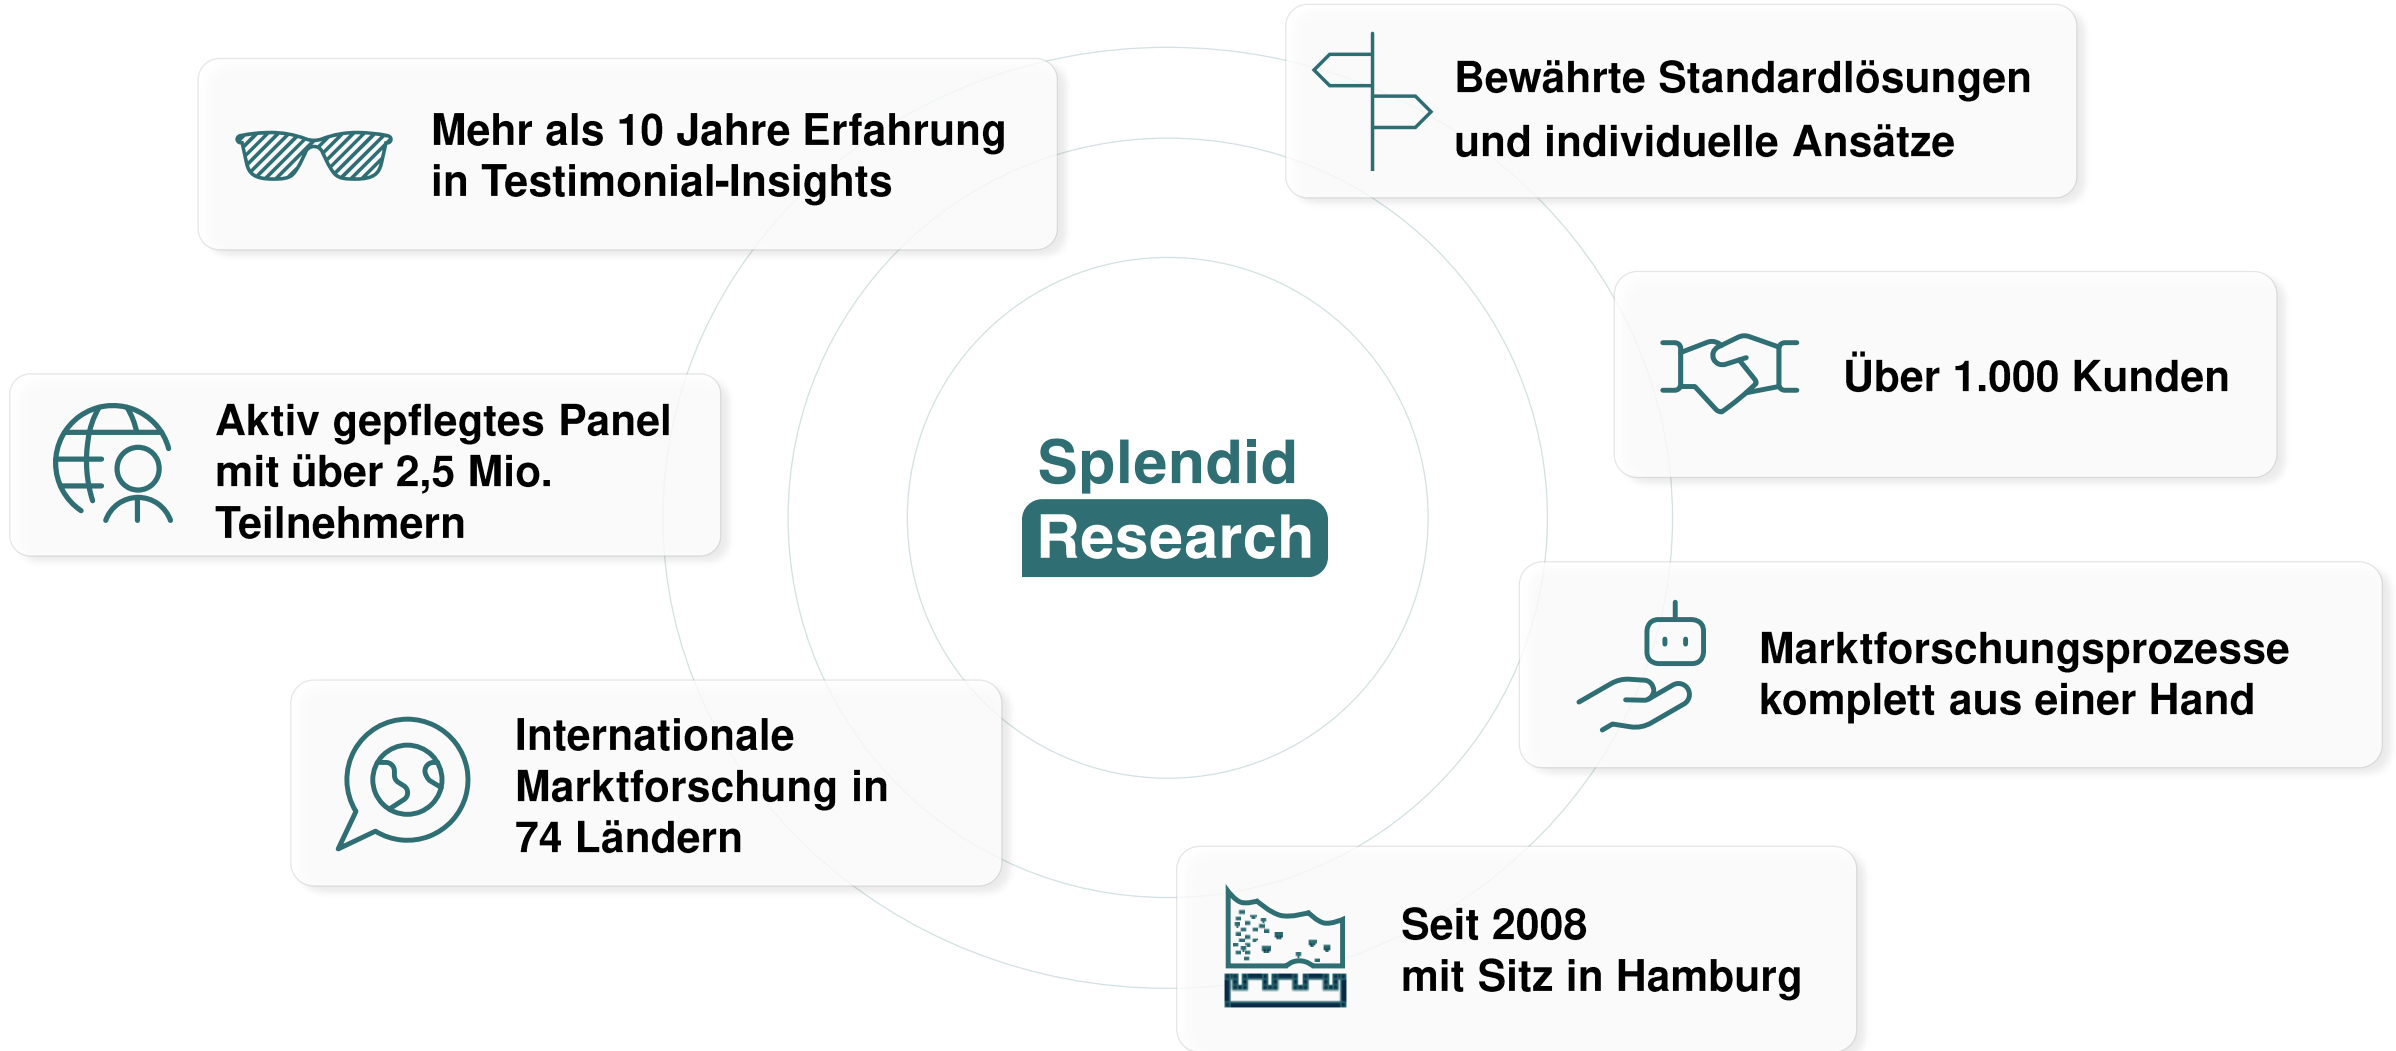 Mehr als 10 Jahre Erfahrung
in Testimonial-Insights
Bewährte Standardlösungen
und individuelle Ansätze
Über 1.000 Kunden
Aktiv gepflegtes Panel
mit über 2,5 Mio.
Teilnehmern
Splendid
Research
Marktforschungsprozesse
komplett aus einer Hand
Internationale
Marktforschung in
74 Ländern
Seit 2008
mit Sitz in Hamburg